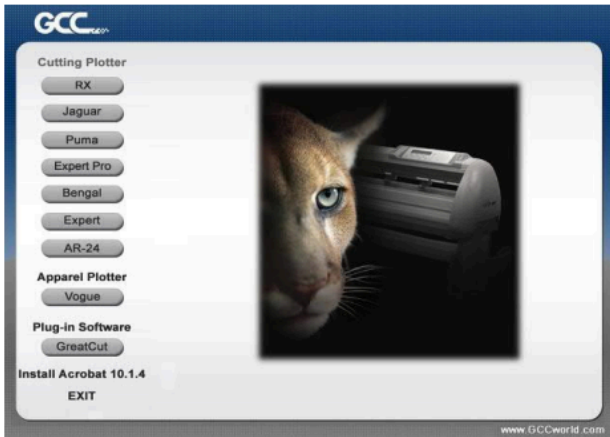 GCC
Cutting Plotter
RX
Jaguar
Puma
Expert Pro
Bengal
Expert
AR-24
Apparel Plotter
Vogue
Plug-in Software
GreatCut
Install Acrobat 10.1.4
EXIT
www.GCCworld.com